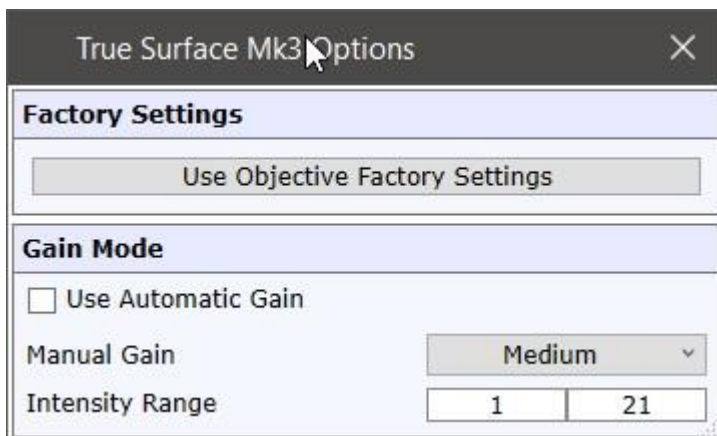 True Surface Mk3 Options
Factory Settings
Use Objective Factory Settings
Gain Mode
Use Automatic Gain
Manual Gain Medium
Intensity Range 1 21